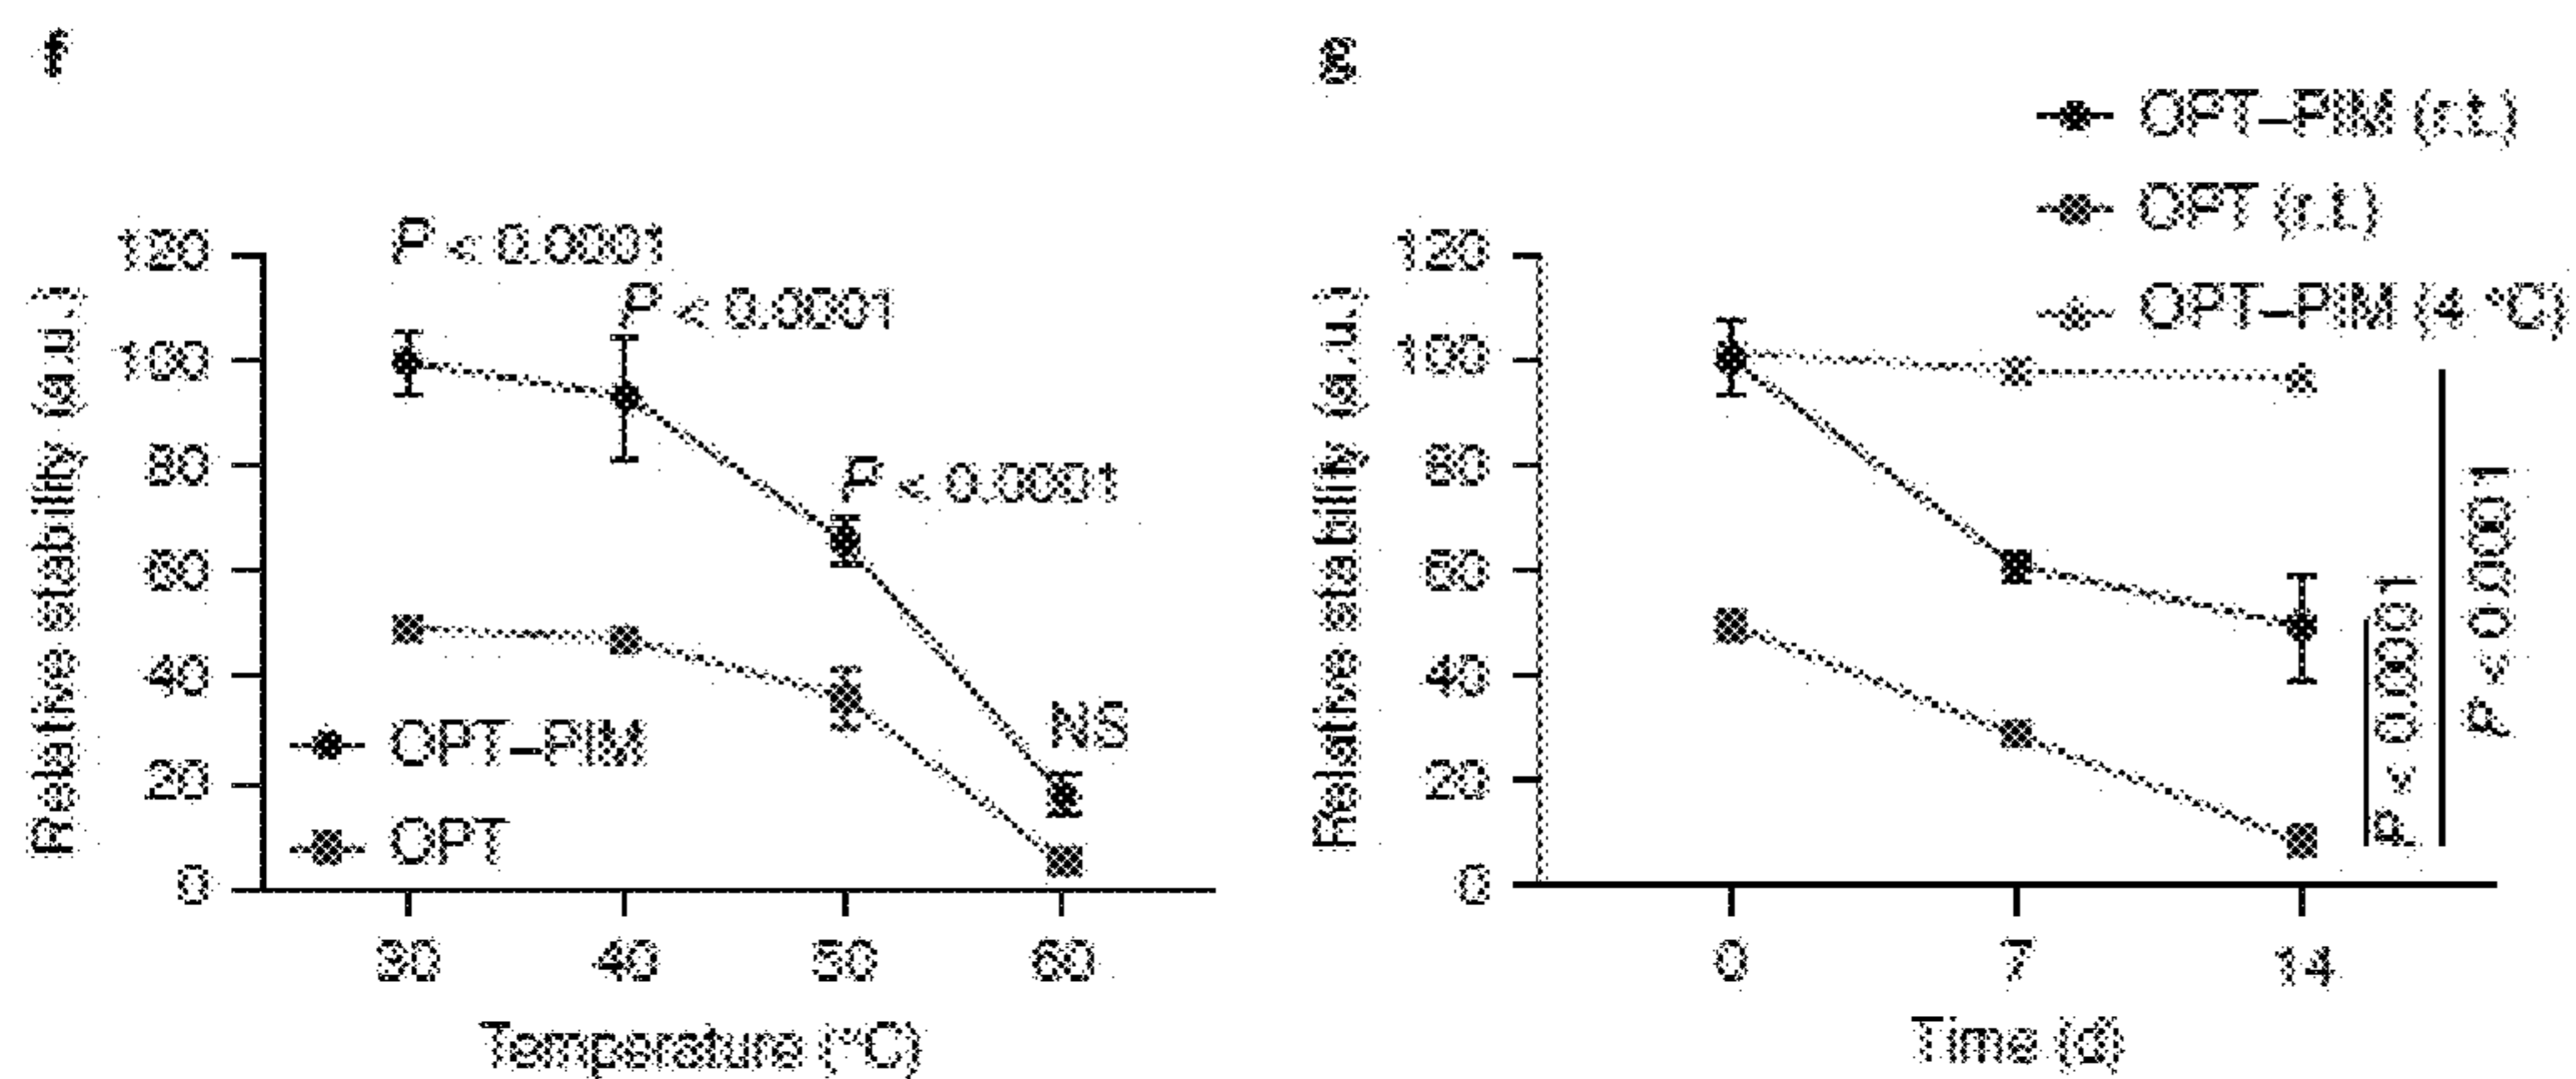 f
Relative stability (a.u.)
120
100
80
60
40
20
0
P < 0.0001
P < 0.0001
P < 0.0001
NS
OPT–PIM
OPT
30
40
50
60
Temperature (°C)
g
OPT–PIM (r.t.)
OPT (r.t.)
OPT–PIM (4 °C)
Relative stability (a.u.)
120
100
80
60
40
20
0
P < 0.0001
P < 0.0001
0
7
14
Time (d)